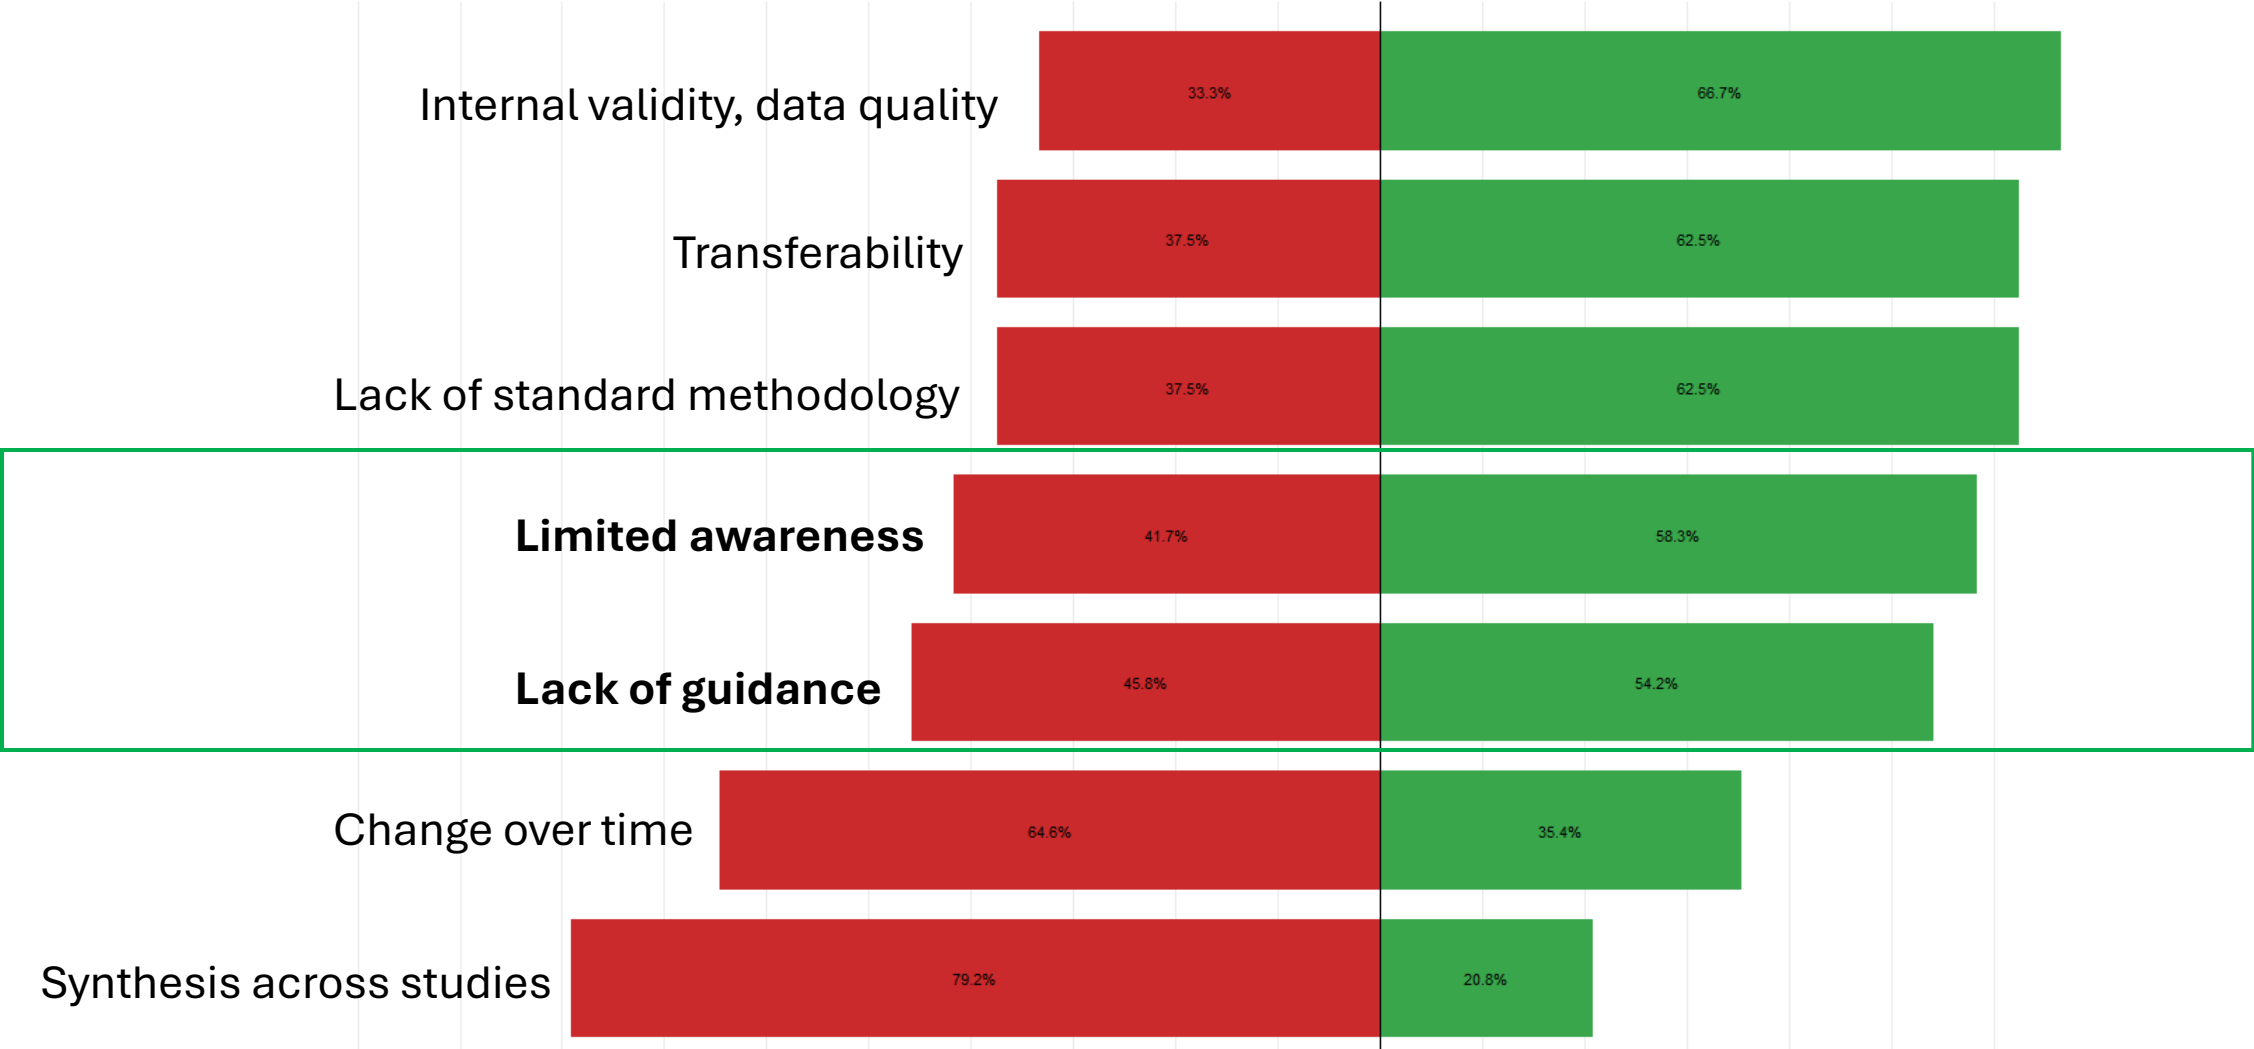 Internal validity, data quality 33.3% 66.7%
Transferability 37.5% 62.5%
Lack of standard methodology 37.5% 62.5%
Limited awareness 41.7% 58.3%
Lack of guidance 45.8% 54.2%
Change over time 64.6% 35.4%
Synthesis across studies 79.2% 20.8%